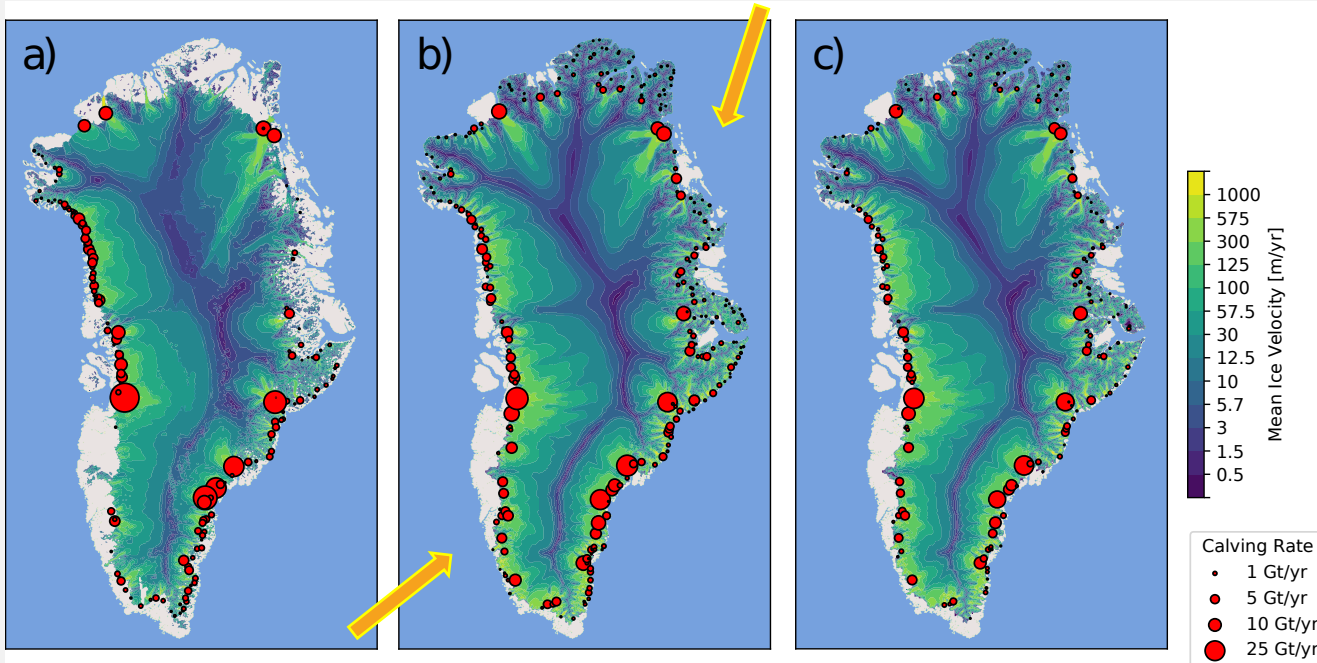 a)
b)
c)
1000
575
300
125
100
57.5
30
12.5
10
5.7
3
1.5
0.5
Mean Ice Velocity [m/yr]
Calving Rate
1 Gt/yr
5 Gt/yr
10 Gt/yr
25 Gt/yr